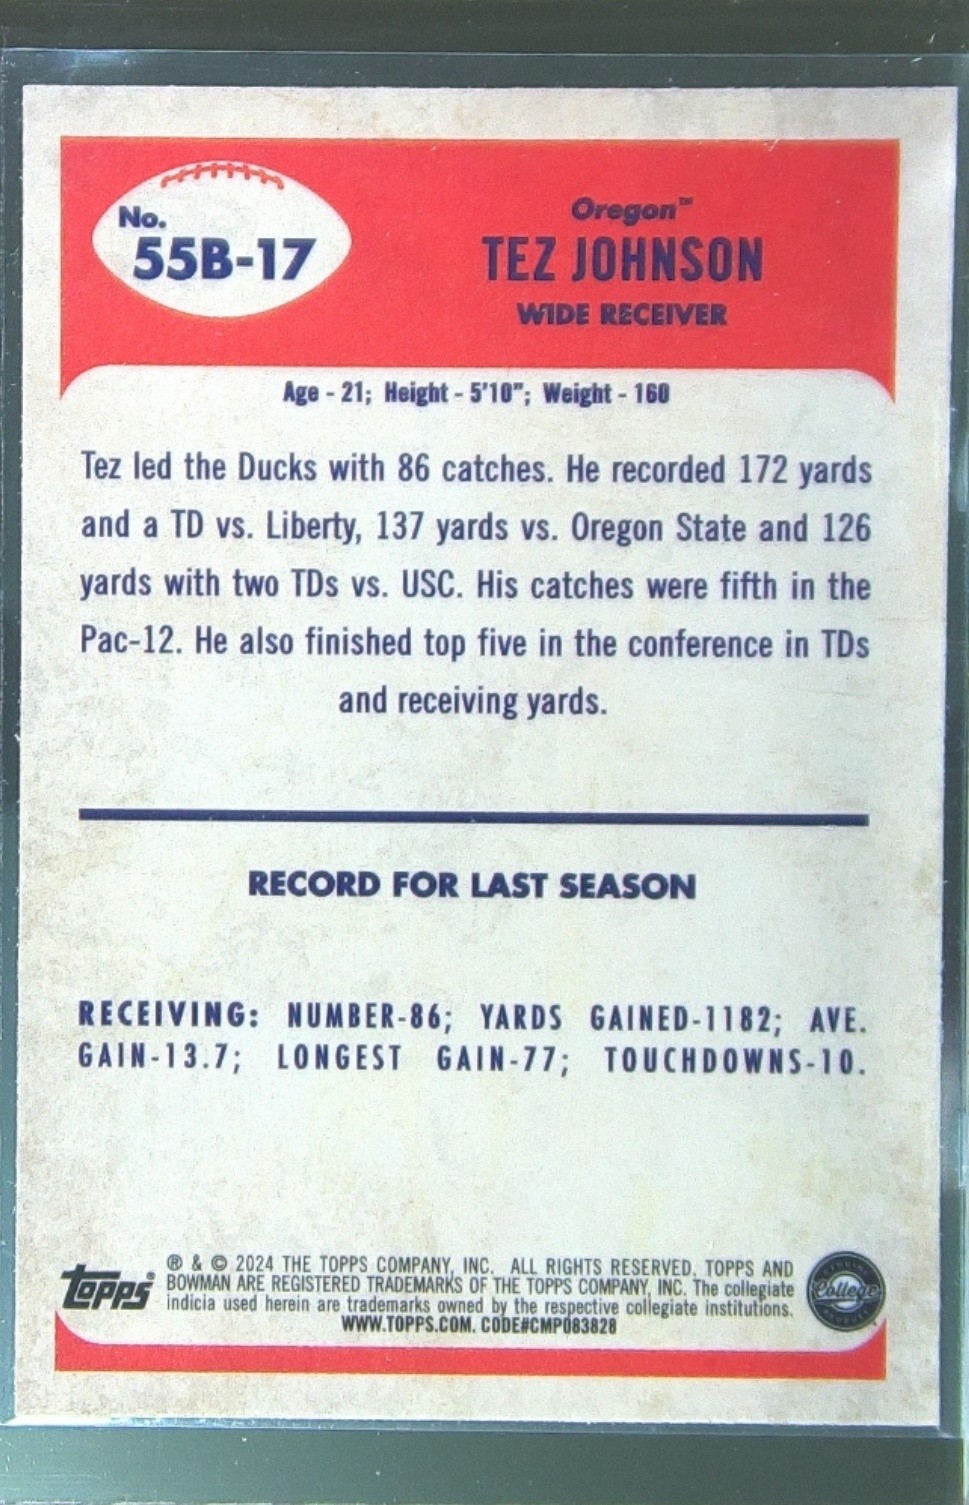 No.
55B-17
Oregon™
TEZ JOHNSON
WIDE RECEIVER
Age - 21; Height - 5'10"; Weight - 160
Tez led the Ducks with 86 catches. He recorded 172 yards
and a TD vs. Liberty, 137 yards vs. Oregon State and 126
yards with two TDs vs. USC. His catches were fifth in the
Pac-12. He also finished top five in the conference in TDs
and receiving yards.
RECORD FOR LAST SEASON
RECEIVING: NUMBER-86; YARDS GAINED-1182; AVE.
GAIN-13.7; LONGEST GAIN-77; TOUCHDOWNS-10.
topps®
® & © 2024 THE TOPPS COMPANY, INC. ALL RIGHTS RESERVED. TOPPS AND
BOWMAN ARE REGISTERED TRADEMARKS OF THE TOPPS COMPANY, INC. The collegiate
indicia used herein are trademarks owned by the respective collegiate institutions.
WWW.TOPPS.COM. CODE#CMP083828
College